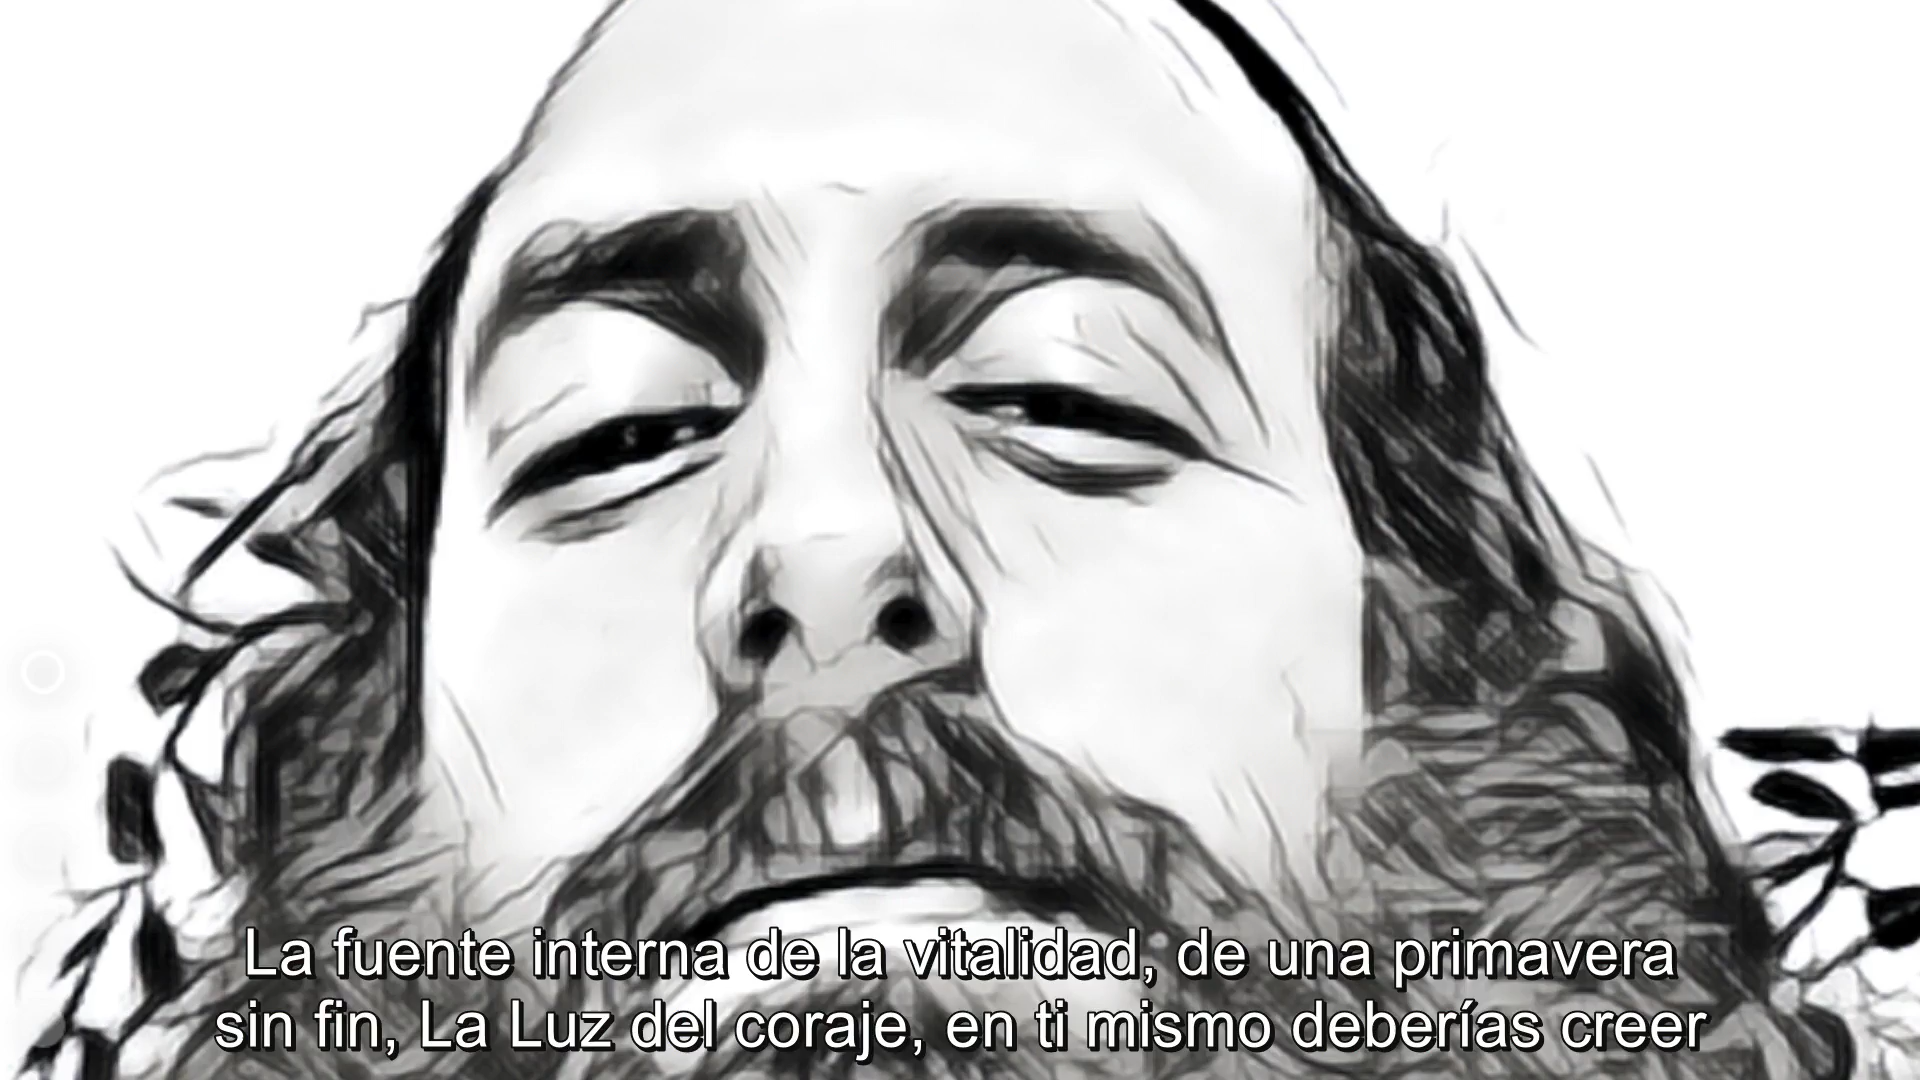 La fuente interna de la vitalidad, de una primavera
sin fin, La Luz del coraje, en ti mismo deberías creer